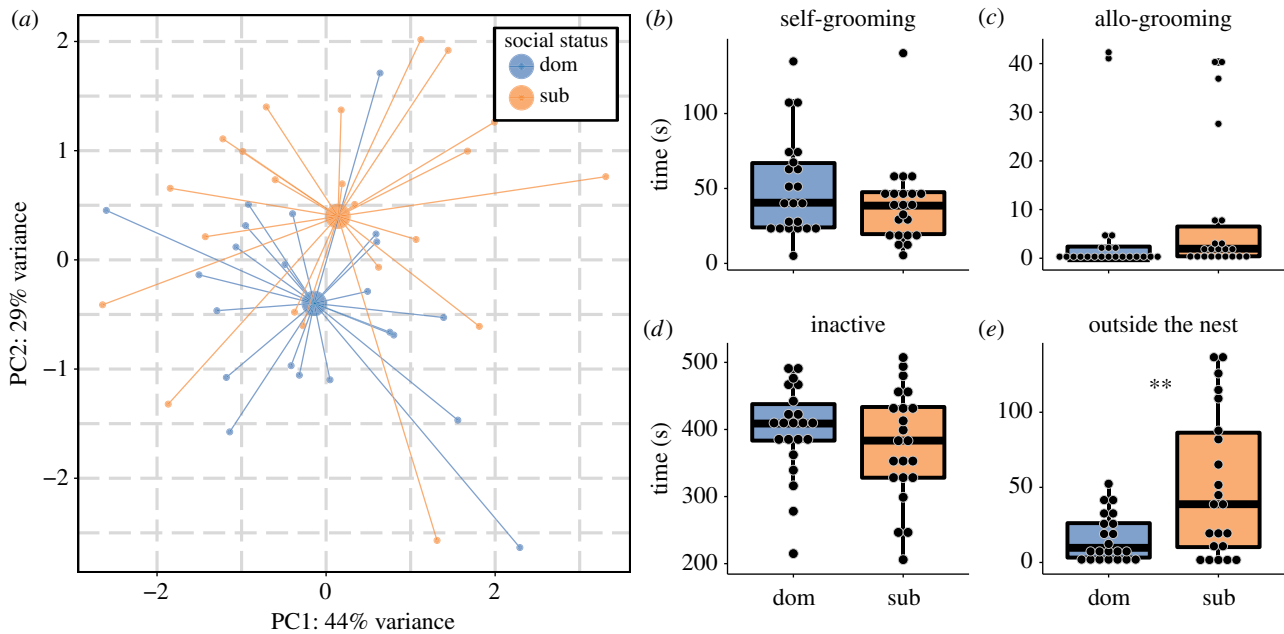 (a)
social status
dom
sub
2
1
0
−1
−2
PC2: 29% variance
−2
0
2
PC1: 44% variance
(b)
self-grooming
time (s)
100
50
0
(c)
allo-grooming
40
30
20
10
0
(d)
inactive
time (s)
500
400
300
200
dom
sub
(e)
outside the nest
**
100
50
0
dom
sub